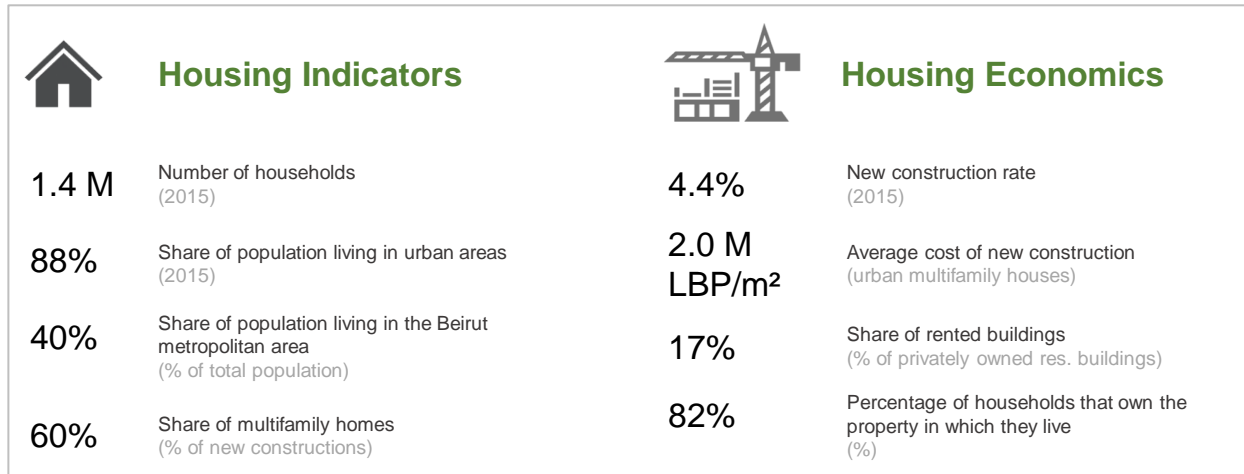 Housing Indicators
1.4 M
Number of households
(2015)
88%
Share of population living in urban areas
(2015)
40%
Share of population living in the Beirut
metropolitan area
(% of total population)
60%
Share of multifamily homes
(% of new constructions)
Housing Economics
4.4%
New construction rate
(2015)
2.0 M
LBP/m²
Average cost of new construction
(urban multifamily houses)
17%
Share of rented buildings
(% of privately owned res. buildings)
82%
Percentage of households that own the
property in which they live
(%)